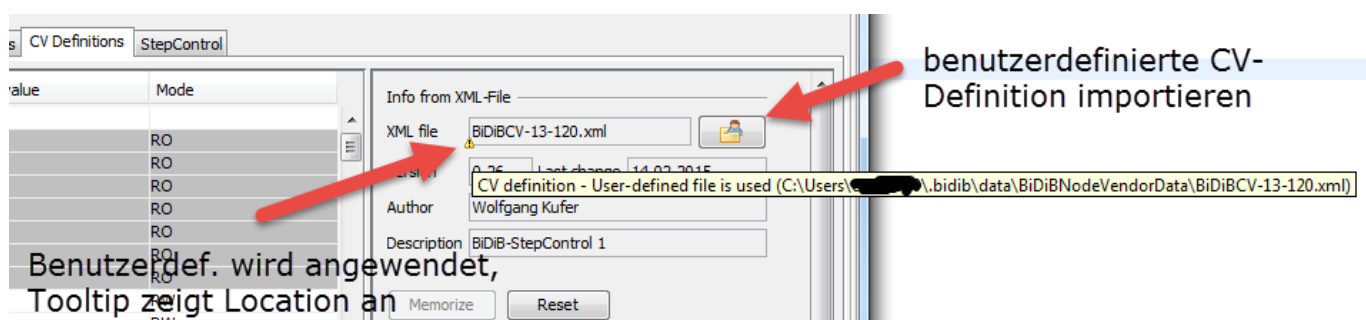 s CV Definitions StepControl
value Mode
RO
RO
RO
RO
RO
RO
RO
Info from XML-File
XML file BiDiBCV-13-120.xml
0.26 Last change 14.02.2015
CV definition - User-defined file is used (C:\Users\ \.bidib\data\BiDiBNodeVendorData\BiDiBCV-13-120.xml)
Author Wolfgang Kufer
Description BiDiB-StepControl 1
Memorize Reset
benutzerdefinierte CV-
Definition importieren
Benutzerdef. wird angewendet,
Tooltip zeigt Location an